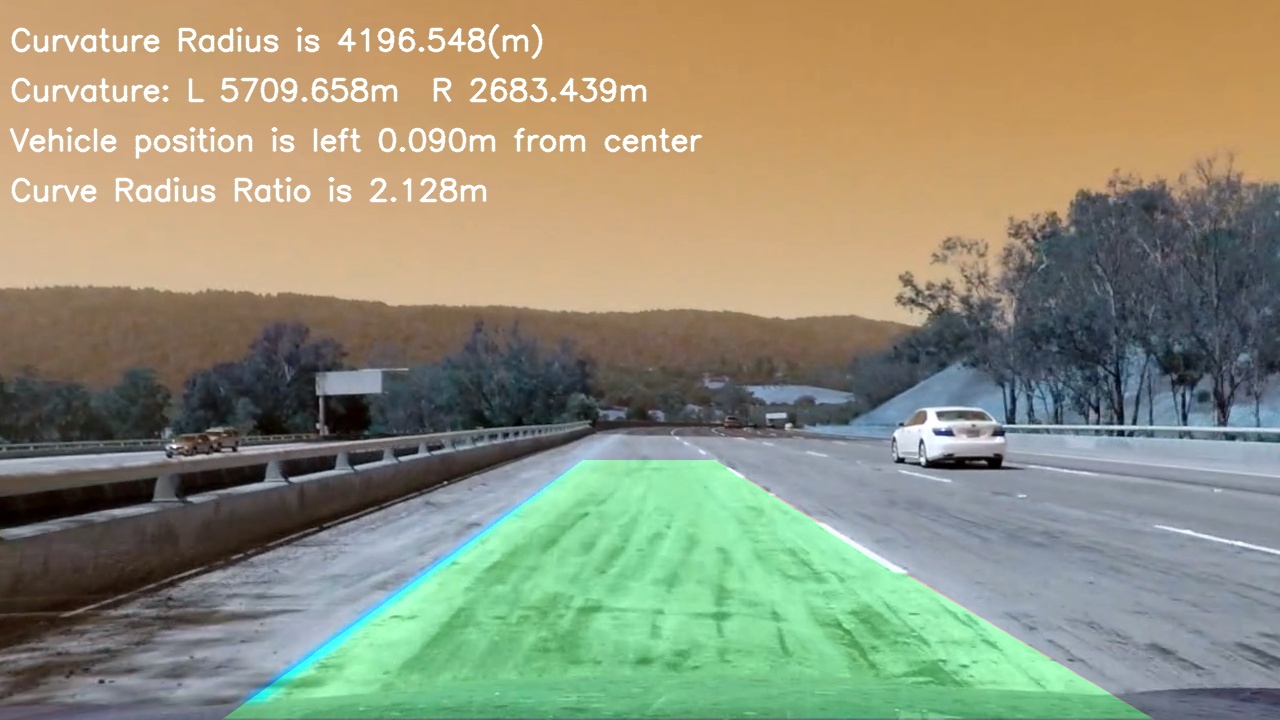 Curvature Radius is 4196.548(m)
Curvature: L 5709.658m R 2683.439m
Vehicle position is left 0.090m from center
Curve Radius Ratio is 2.128m